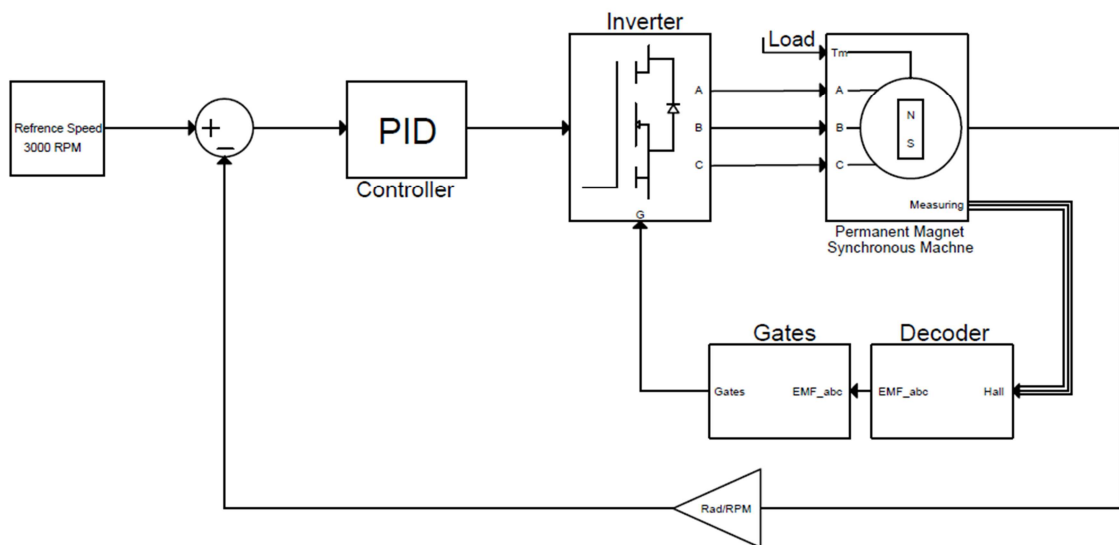 Inverter
Load
Tm
Refrence Speed
3000 RPM
+
−
PID
Controller
A
B
C
G
A
B
C
N
S
Measuring
Permanent Magnet
Synchronous Machne
Gates
Decoder
Gates
EMF_abc
EMF_abc
Hall
Rad/RPM